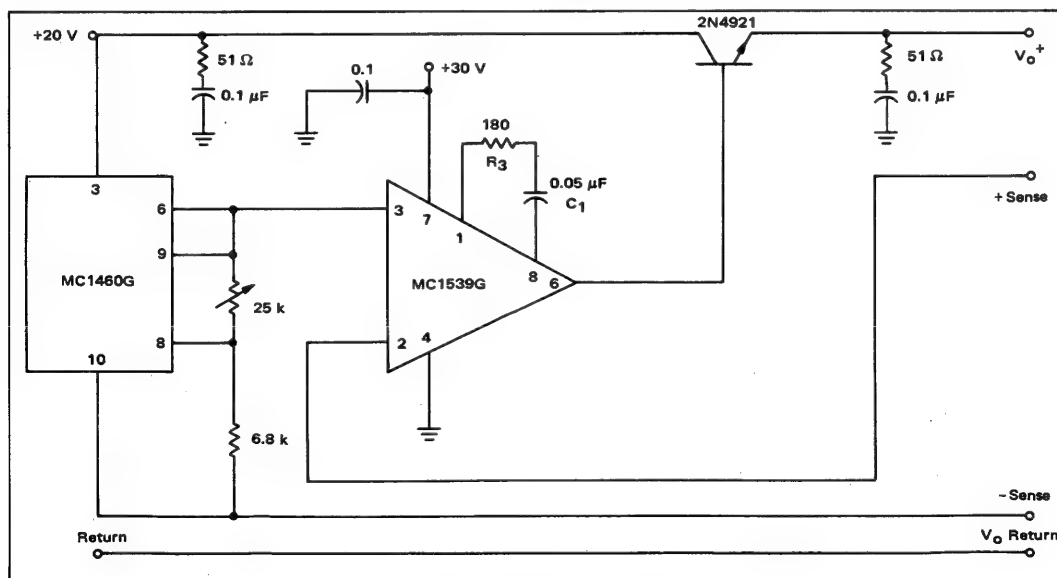 2N4921
+20 V
51 Ω
0.1 μF
0.1
+30 V
51 Ω
0.1 μF
Vo+
180
R3
0.05 μF
C1
+ Sense
3
6
9
MC1460G
8
10
25 k
6.8 k
3
7
1
8
6
MC1539G
2
4
– Sense
Return
Vo Return